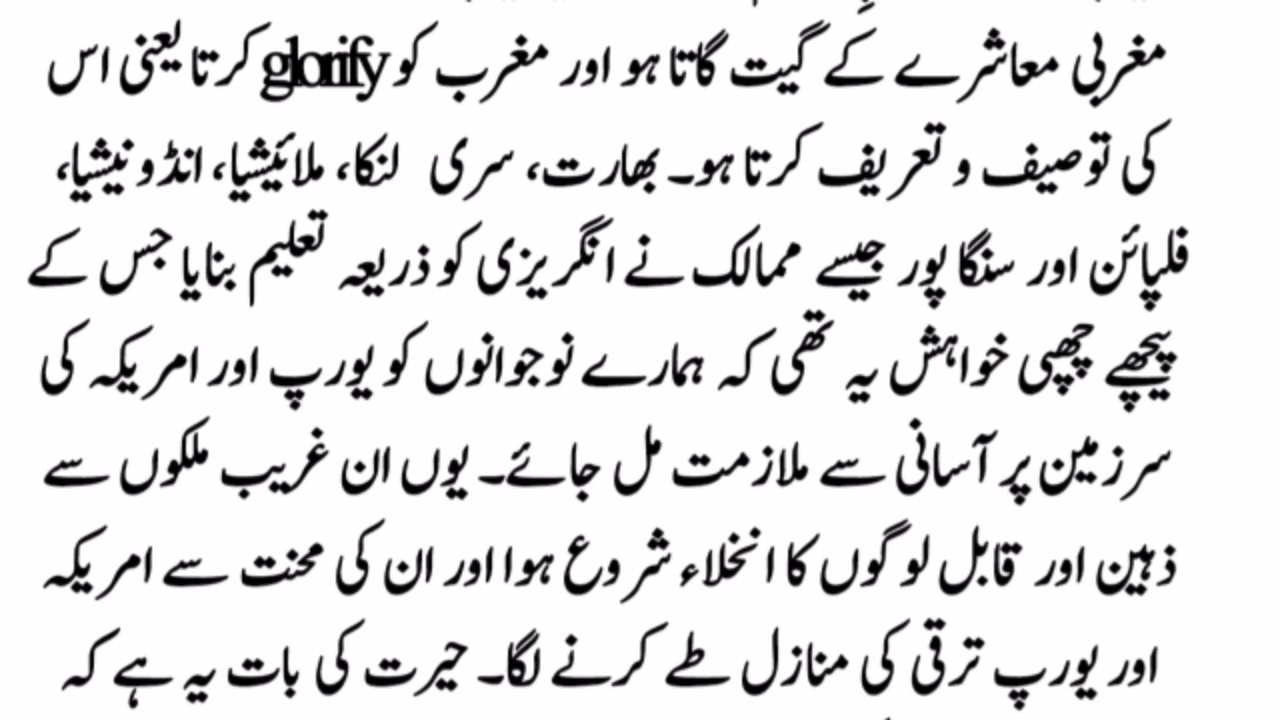 مغربی معاشرے کے گیت گاتا ہو اور مغرب کو glorify کرتا یعنی اس
کی توصیف و تعریف کرتا ہو۔ بھارت، سری لنکا، ملائیشیا، انڈونیشیا،
فلپائن اور سنگا پور جیسے ممالک نے انگریزی کو ذریعہ تعلیم بنایا جس کے
پیچھے چھپی خواہش یہ تھی کہ ہمارے نوجوانوں کو یورپ اور امریکہ کی
سرزمین پر آسانی سے ملازمت مل جائے۔ یوں ان غریب ملکوں سے
ذہین اور قابل لوگوں کا انخلاء شروع ہوا اور ان کی محنت سے امریکہ
اور یورپ ترقی کی منازل طے کرنے لگا۔ حیرت کی بات یہ ہے کہ